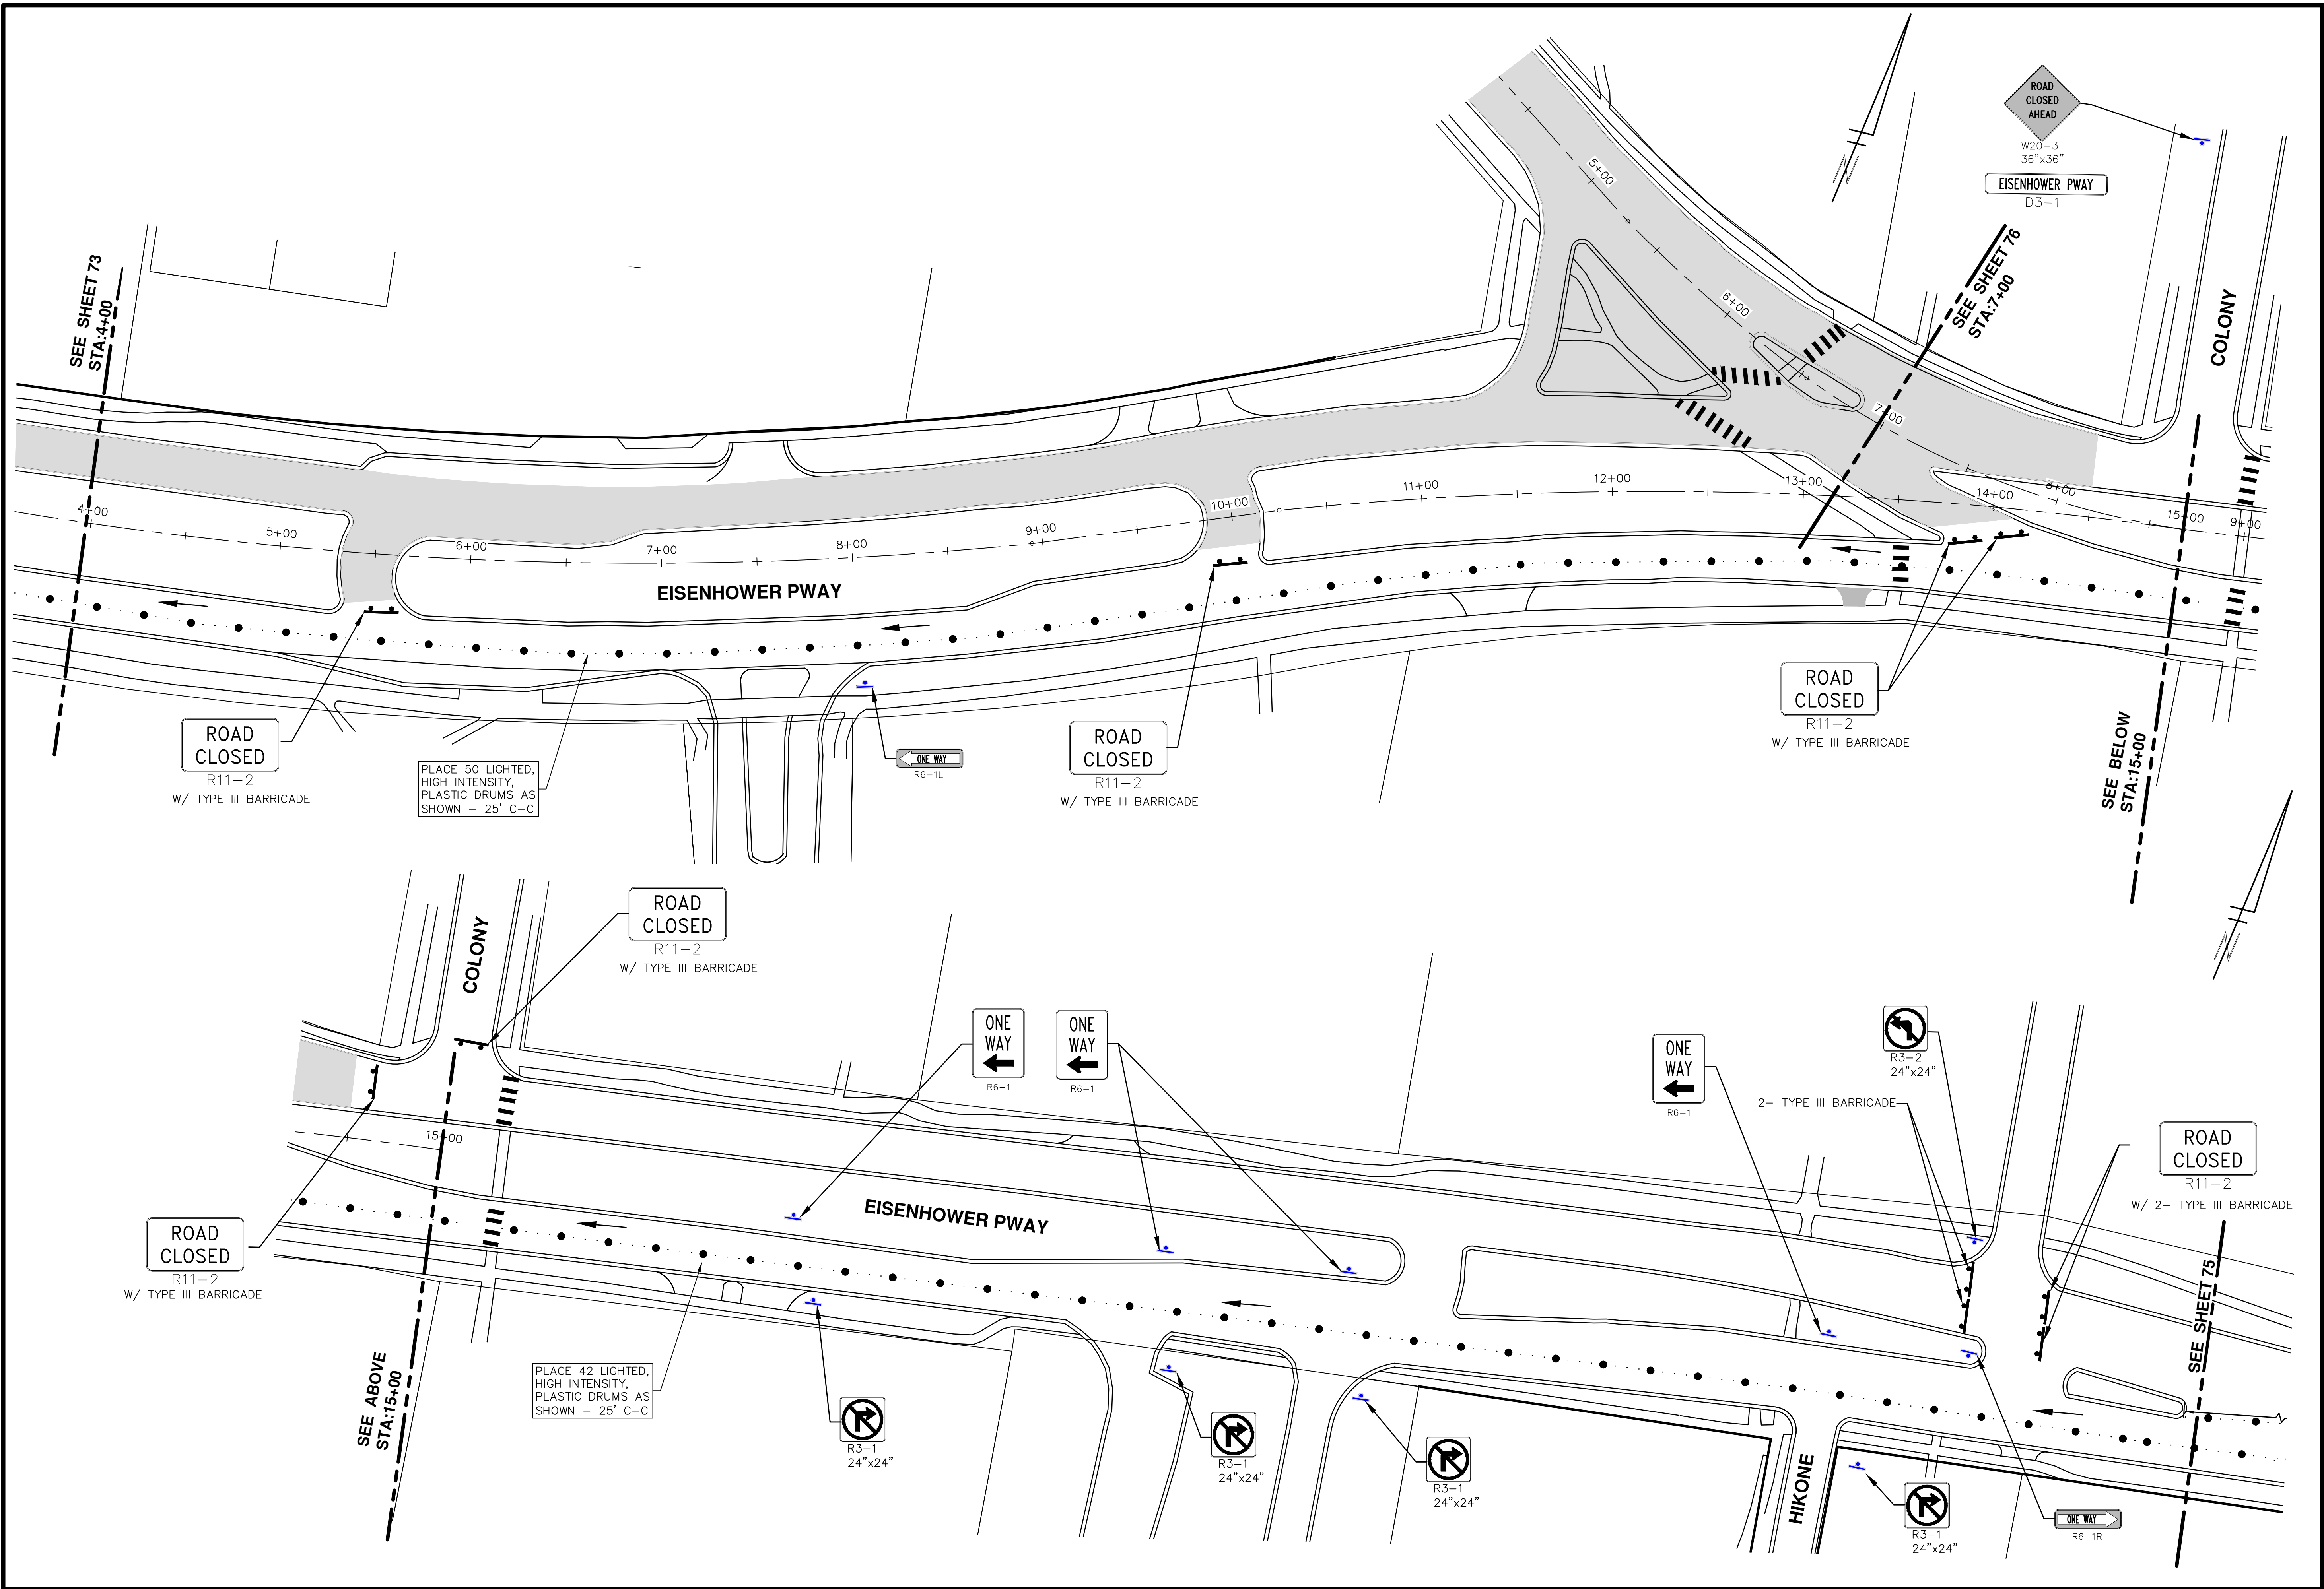 ROAD
CLOSED
AHEAD
W20-3
36"x36"
EISENHOWER PWAY
D3-1
SEE SHEET 73
STA:4+00
SEE SHEET 76
STA:7+00
COLONY
5+00
6+00
7+00
8+00
9+00
4+00
5+00
6+00
7+00
8+00
9+00
10+00
11+00
12+00
13+00
14+00
15+00
EISENHOWER PWAY
ROAD
CLOSED
R11-2
W/ TYPE III BARRICADE
PLACE 50 LIGHTED,
HIGH INTENSITY,
PLASTIC DRUMS AS
SHOWN - 25' C-C
ONE WAY
R6-1L
ROAD
CLOSED
R11-2
W/ TYPE III BARRICADE
ROAD
CLOSED
R11-2
W/ TYPE III BARRICADE
SEE BELOW
STA:15+00
N
COLONY
ROAD
CLOSED
R11-2
W/ TYPE III BARRICADE
N
15+00
ONE
WAY
R6-1
ONE
WAY
R6-1
ONE
WAY
R6-1
R3-2
24"x24"
2- TYPE III BARRICADE
ROAD
CLOSED
R11-2
W/ 2- TYPE III BARRICADE
EISENHOWER PWAY
ROAD
CLOSED
R11-2
W/ TYPE III BARRICADE
SEE ABOVE
STA:15+00
PLACE 42 LIGHTED,
HIGH INTENSITY,
PLASTIC DRUMS AS
SHOWN - 25' C-C
R3-1
24"x24"
R3-1
24"x24"
R3-1
24"x24"
HIKONE
R3-1
24"x24"
ONE WAY
R6-1R
SEE SHEET 75